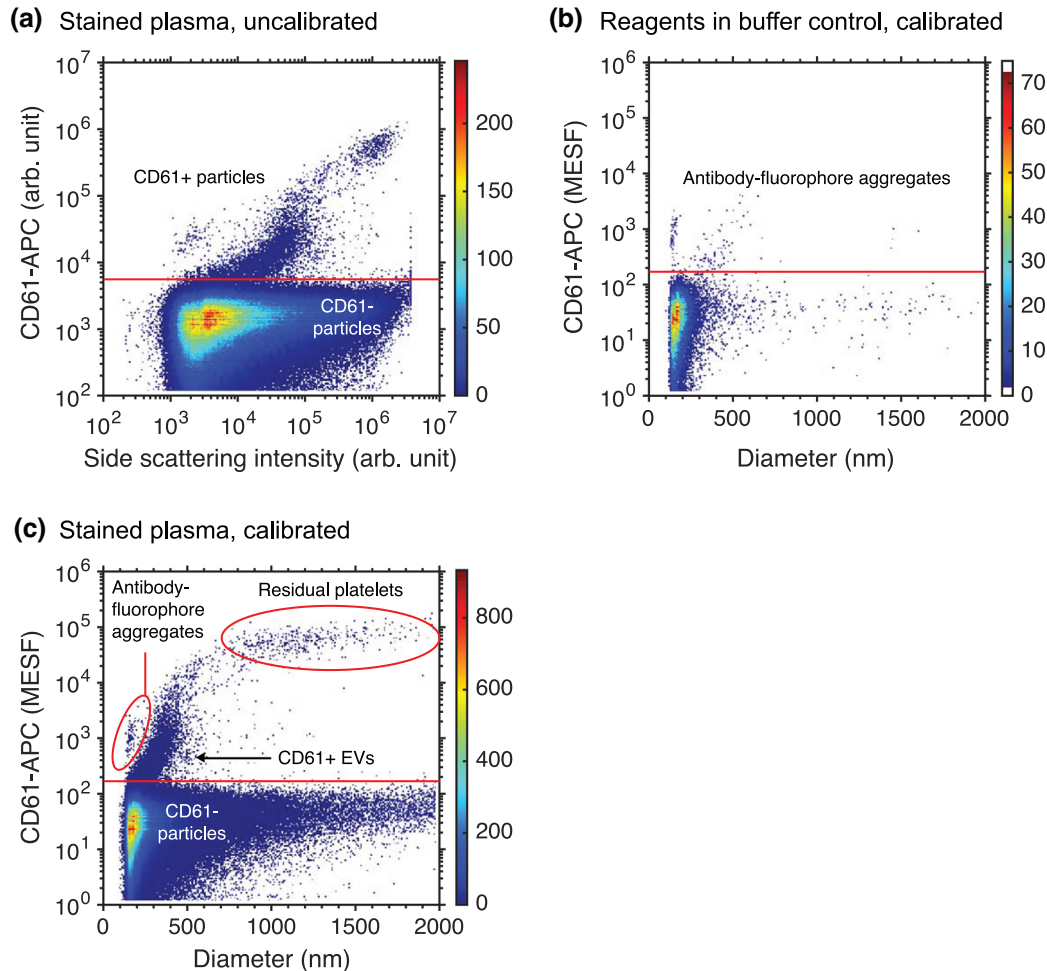 (a) Stained plasma, uncalibrated
CD61-APC (arb. unit)
10^7
10^6
10^5
10^4
10^3
10^2
CD61+ particles
CD61-
particles
10^2 10^3 10^4 10^5 10^6 10^7
Side scattering intensity (arb. unit)
200
150
100
50
0
(b) Reagents in buffer control, calibrated
CD61-APC (MESF)
10^6
10^5
10^4
10^3
10^2
10^1
10^0
Antibody-fluorophore aggregates
0 500 1000 1500 2000
Diameter (nm)
70
60
50
40
30
20
10
0
(c) Stained plasma, calibrated
CD61-APC (MESF)
10^6
10^5
10^4
10^3
10^2
10^1
10^0
Antibody-
fluorophore
aggregates
Residual platelets
CD61+ EVs
CD61-
particles
0 500 1000 1500 2000
Diameter (nm)
800
600
400
200
0